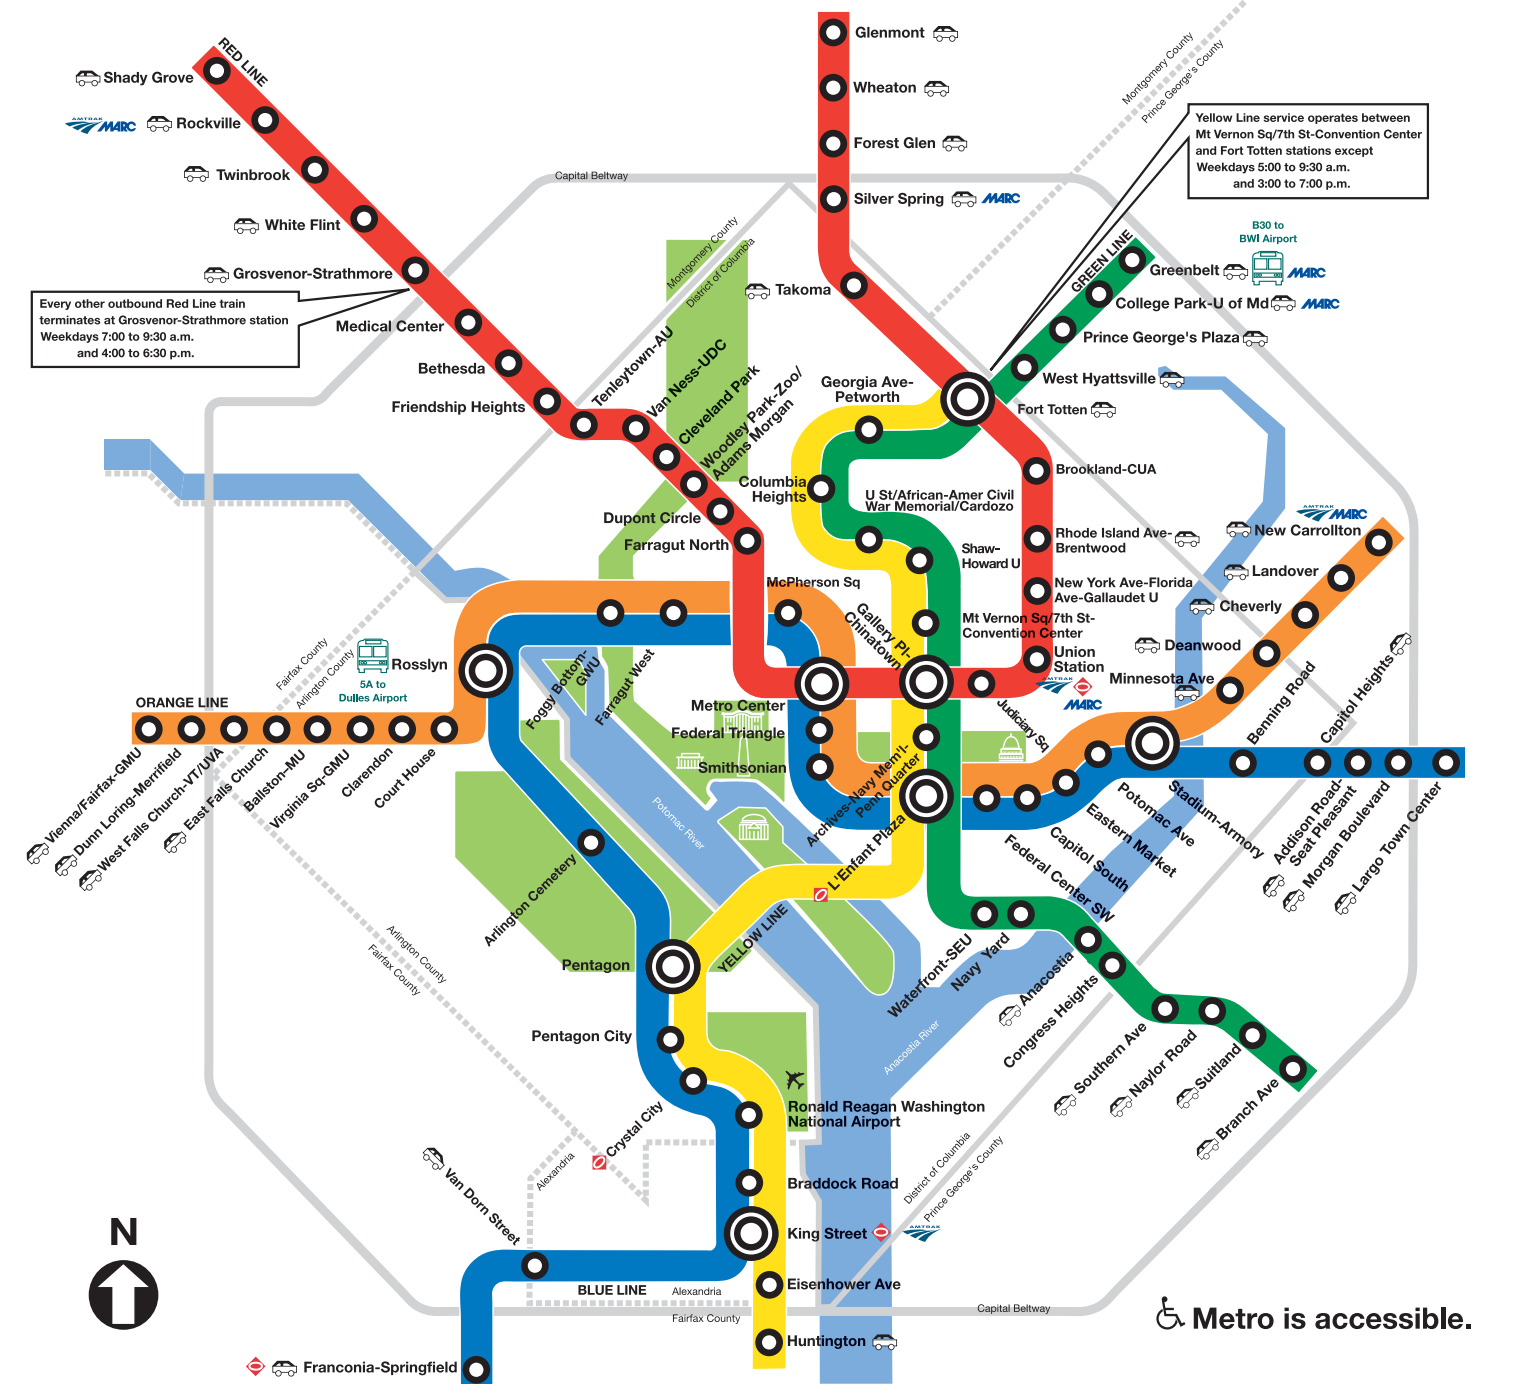 RED LINE
Shady Grove
AMTRAK
MARC
Rockville
Twinbrook
White Flint
Grosvenor-Strathmore
Every other outbound Red Line train
terminates at Grosvenor-Strathmore station
Weekdays 7:00 to 9:30 a.m.
and 4:00 to 6:30 p.m.
Medical Center
Bethesda
Friendship Heights
Tenleytown-AU
Van Ness-UDC
Cleveland Park
Woodley Park-Zoo/
Adams Morgan
Dupont Circle
Farragut North
Capital Beltway
Montgomery County
District of Columbia
Glenmont
Wheaton
Forest Glen
Silver Spring
MARC
Takoma
Montgomery County
Prince George's County
Yellow Line service operates between
Mt Vernon Sq/7th St-Convention Center
and Fort Totten stations except
Weekdays 5:00 to 9:30 a.m.
and 3:00 to 7:00 p.m.
B30 to
BWI Airport
GREEN LINE
Greenbelt
MARC
College Park-U of Md
MARC
Prince George's Plaza
West Hyattsville
Fort Totten
Georgia Ave-
Petworth
Columbia
Heights
U St/African-Amer Civil
War Memorial/Cardozo
Shaw-
Howard U
Mt Vernon Sq/7th St-
Convention Center
Brookland-CUA
Rhode Island Ave-
Brentwood
New York Ave-Florida
Ave-Gallaudet U
Union
Station
AMTRAK
MARC
Judiciary Sq
Gallery Pl-
Chinatown
McPherson Sq
Metro Center
Federal Triangle
Smithsonian
Archives-Navy Mem'l-
Penn Quarter
L'Enfant Plaza
AMTRAK
MARC
New Carrollton
Landover
Cheverly
Deanwood
Minnesota Ave
Benning Road
Capitol Heights
Stadium-Armory
Potomac Ave
Eastern Market
Capitol South
Federal Center SW
Addison Road-
Seat Pleasant
Morgan Boulevard
Largo Town Center
Fairfax County
Arlington County
5A to
Dulles Airport
Rosslyn
Foggy Bottom-
GWU
Farragut West
ORANGE LINE
Vienna/Fairfax-GMU
Dunn Loring-Merrifield
West Falls Church-VT/UVA
East Falls Church
Ballston-MU
Virginia Sq-GMU
Clarendon
Court House
Potomac River
Arlington Cemetery
Pentagon
YELLOW LINE
Arlington County
Fairfax County
Waterfront-SEU
Navy Yard
Anacostia
Congress Heights
Southern Ave
Naylor Road
Suitland
Branch Ave
Anacostia River
Pentagon City
Crystal City
Ronald Reagan Washington
National Airport
Braddock Road
King Street
AMTRAK
Eisenhower Ave
Huntington
District of Columbia
Prince George's County
Alexandria
Van Dorn Street
BLUE LINE
Alexandria
Fairfax County
Franconia-Springfield
Capital Beltway
N
Metro is accessible.